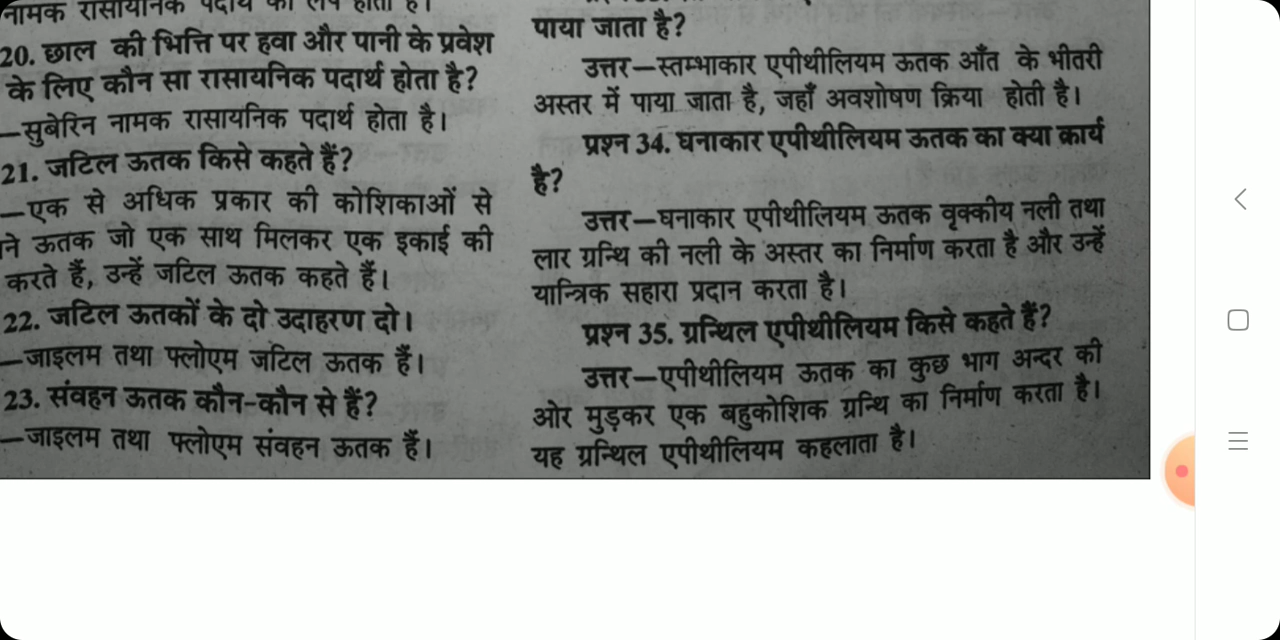 नामक रासायनिक पदार्थ का लेप होता है।
20. छाल की भित्ति पर हवा और पानी के प्रवेश
के लिए कौन सा रासायनिक पदार्थ होता है?
—सुबेरिन नामक रासायनिक पदार्थ होता है।
21. जटिल ऊतक किसे कहते हैं?
—एक से अधिक प्रकार की कोशिकाओं से
ने ऊतक जो एक साथ मिलकर एक इकाई की
करते हैं, उन्हें जटिल ऊतक कहते हैं।
22. जटिल ऊतकों के दो उदाहरण दो।
—जाइलम तथा फ्लोएम जटिल ऊतक हैं।
23. संवहन ऊतक कौन-कौन से हैं?
—जाइलम तथा फ्लोएम संवहन ऊतक हैं।
पाया जाता है?
उत्तर—स्तम्भाकार एपीथीलियम ऊतक आँत के भीतरी
अस्तर में पाया जाता है, जहाँ अवशोषण क्रिया होती है।
प्रश्न 34. घनाकार एपीथीलियम ऊतक का क्या कार्य
है?
उत्तर—घनाकार एपीथीलियम ऊतक वृक्कीय नली तथा
लार ग्रन्थि की नली के अस्तर का निर्माण करता है और उन्हें
यान्त्रिक सहारा प्रदान करता है।
प्रश्न 35. ग्रन्थिल एपीथीलियम किसे कहते हैं?
उत्तर—एपीथीलियम ऊतक का कुछ भाग अन्दर की
ओर मुड़कर एक बहुकोशिक ग्रन्थि का निर्माण करता है।
यह ग्रन्थिल एपीथीलियम कहलाता है।